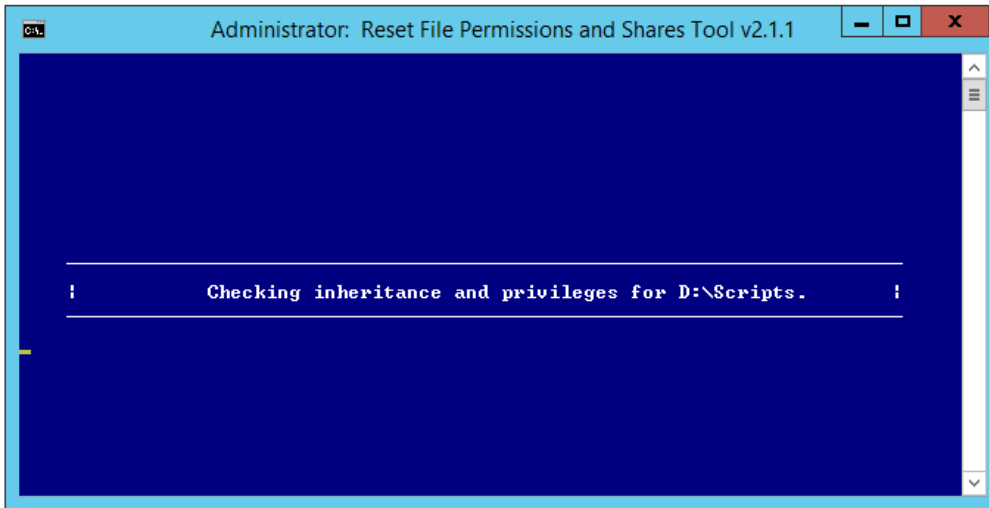 Administrator: Reset File Permissions and Shares Tool v2.1.1
Checking inheritance and privileges for D:\Scripts.